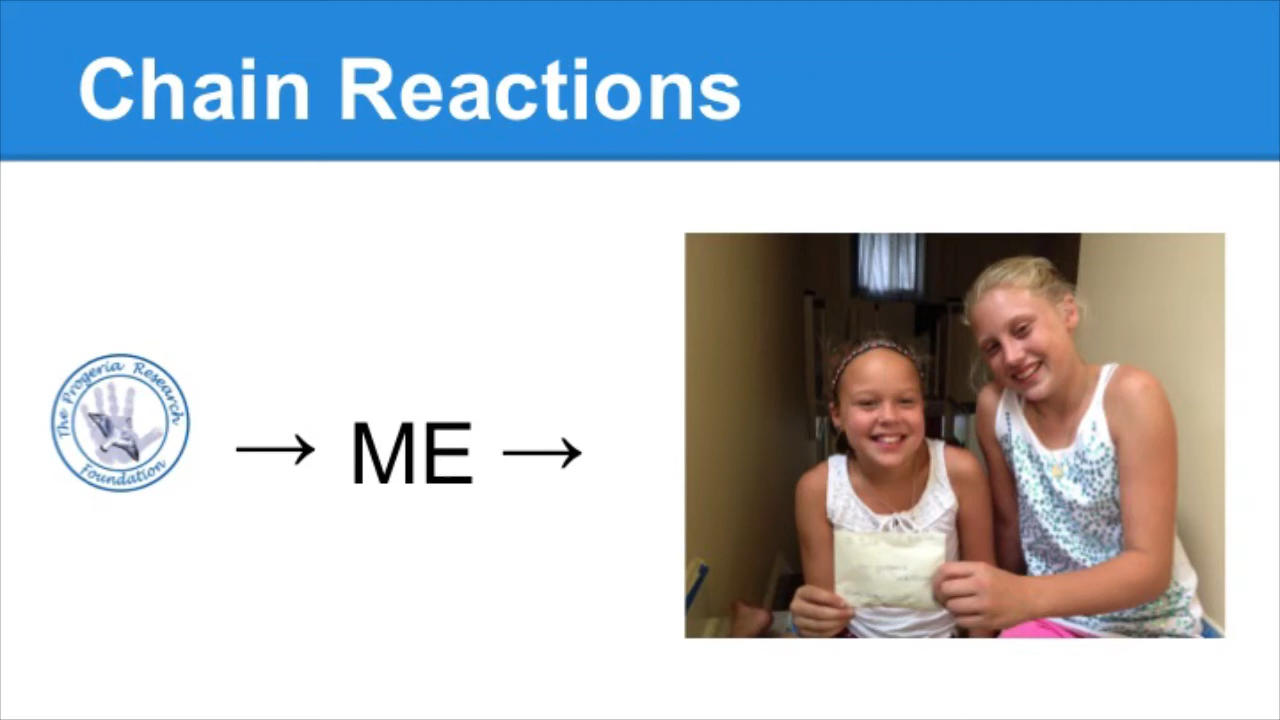 Chain Reactions
The Progeria Research
Foundation
→ ME →